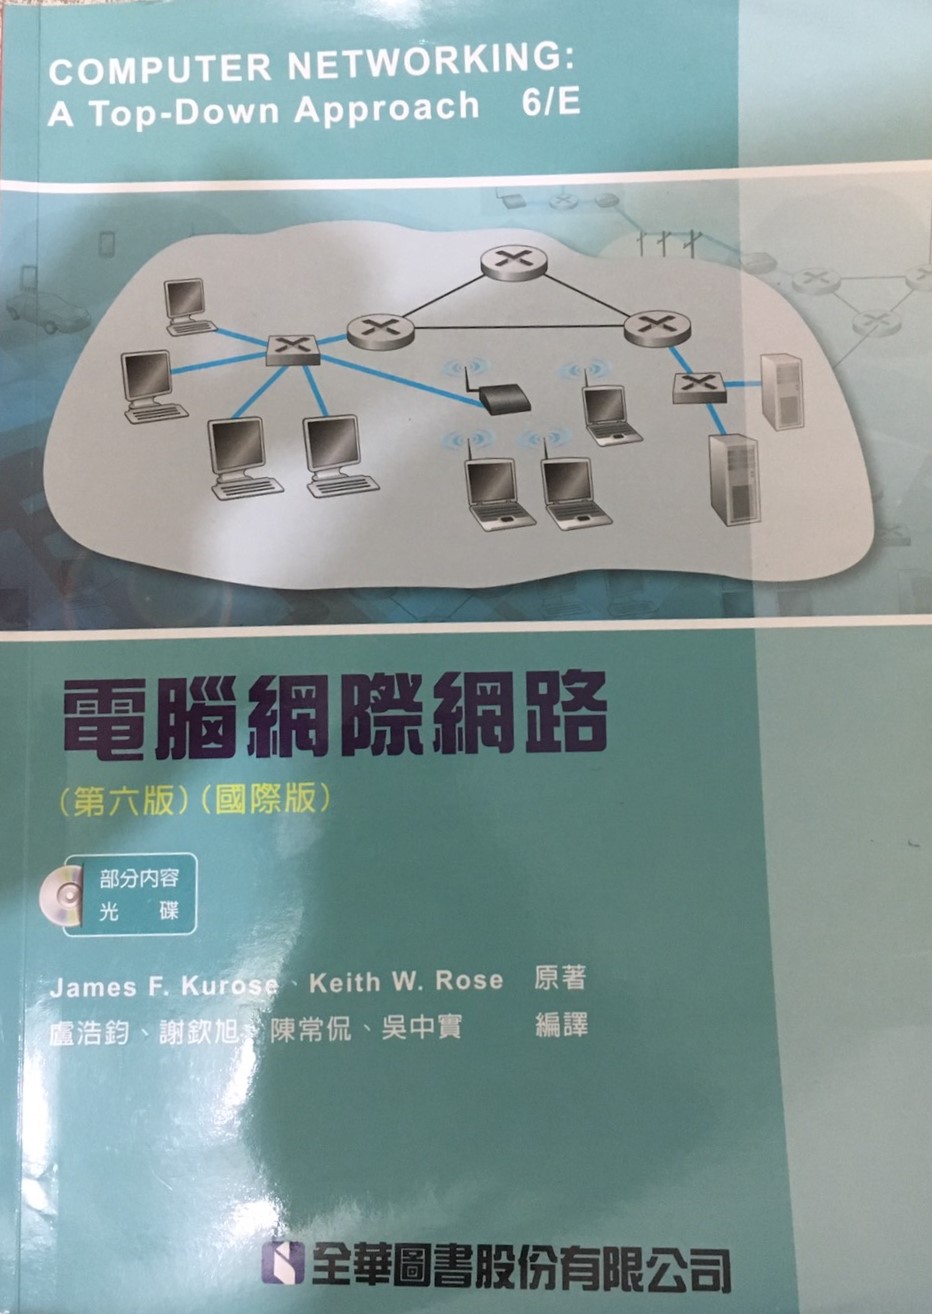 COMPUTER NETWORKING:
A Top-Down Approach 6/E
電腦網際網路
(第六版)(國際版)
部分內容
光 碟
James F. Kurose、Keith W. Rose 原著
盧浩鈞、謝欽旭、陳常侃、吳中實 編譯
全華圖書股份有限公司